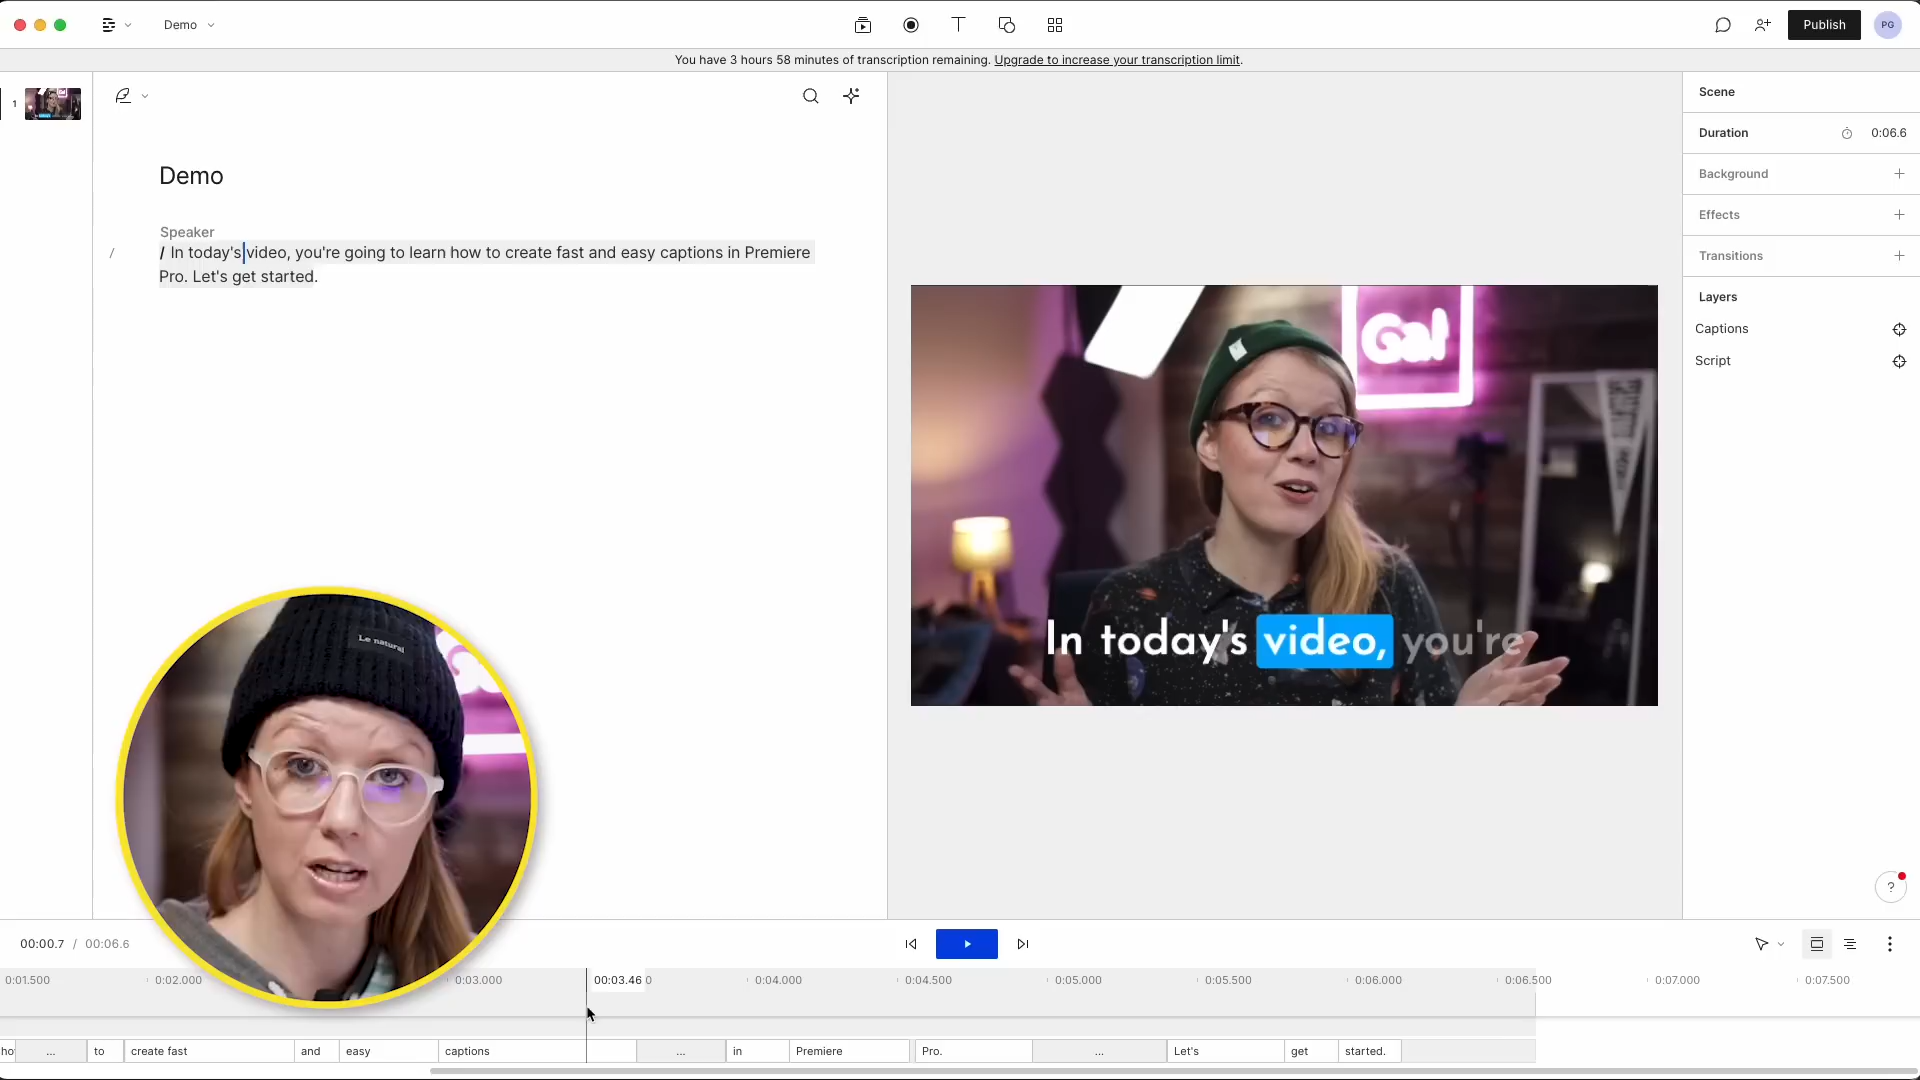 Demo
Publish
PG
You have 3 hours 58 minutes of transcription remaining. Upgrade to increase your transcription limit.
1
Scene
Duration
0:06.6
Background
Effects
Transitions
Layers
Captions
Script
Demo
Speaker
/
/ In today's video, you're going to learn how to create fast and easy captions in Premiere
Pro. Let's get started.
Go!
In today's video, you're
Le natural
?
00:00.7 / 00:06.6
0:01.500
0:02.000
0:03.000
00:03.46
0
0:04.000
0:04.500
0:05.000
0:05.500
0:06.000
0:06.500
0:07.000
0:07.500
ho
...
to
create fast
and
easy
captions
...
in
Premiere
Pro.
...
Let's
get
started.